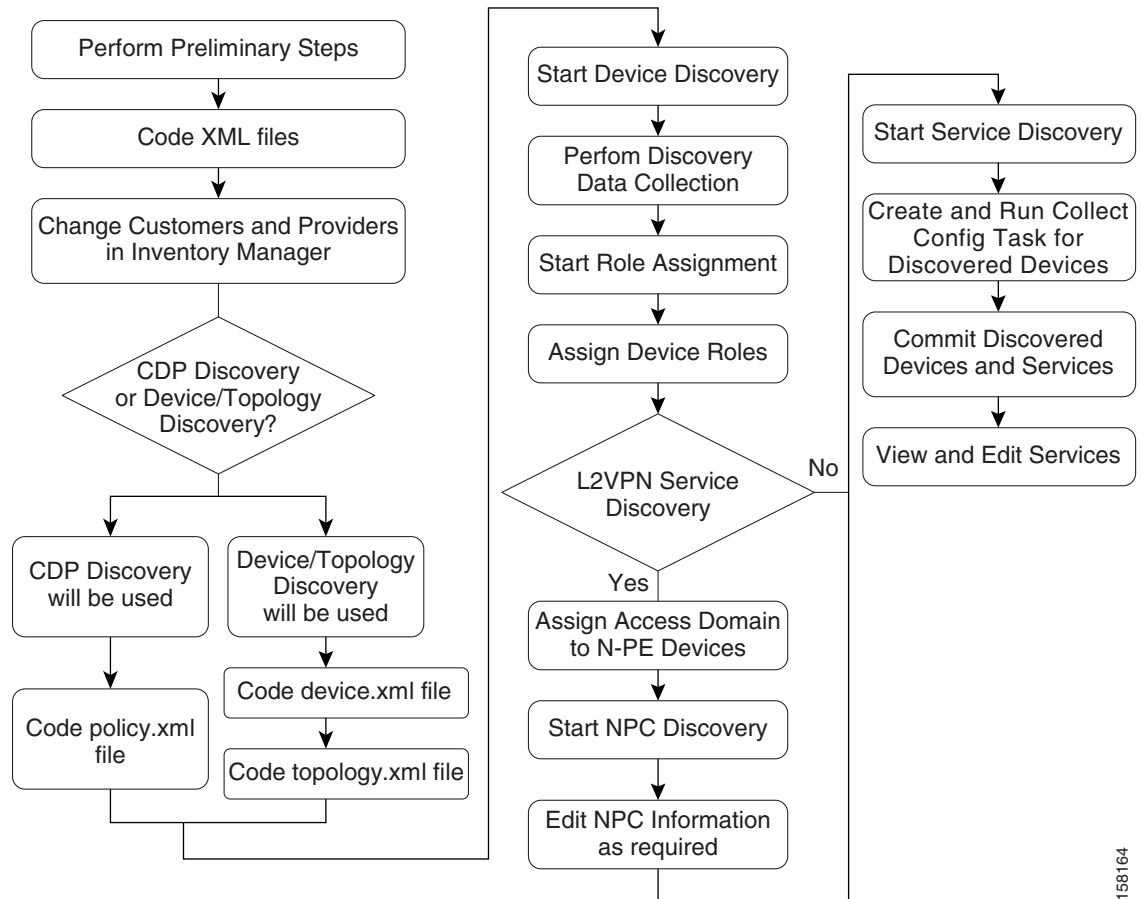 Perform Preliminary Steps
Code XML files
Change Customers and Providers
in Inventory Manager
CDP Discovery
or Device/Topology
Discovery?
CDP Discovery
will be used
Device/Topology
Discovery
will be used
Code policy.xml
file
Code device.xml file
Code topology.xml file
Start Device Discovery
Perfom Discovery
Data Collection
Start Role Assignment
Assign Device Roles
L2VPN Service
Discovery
No
Yes
Assign Access Domain
to N-PE Devices
Start NPC Discovery
Edit NPC Information
as required
Start Service Discovery
Create and Run Collect
Config Task for
Discovered Devices
Commit Discovered
Devices and Services
View and Edit Services
158164